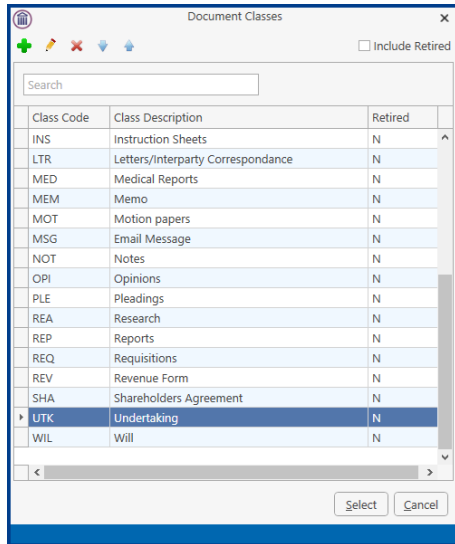 Document Classes
Include Retired
Search
Class Code Class Description Retired
INS Instruction Sheets N
LTR Letters/Interparty Correspondance N
MED Medical Reports N
MEM Memo N
MOT Motion papers N
MSG Email Message N
NOT Notes N
OPI Opinions N
PLE Pleadings N
REA Research N
REP Reports N
REQ Requisitions N
REV Revenue Form N
SHA Shareholders Agreement N
UTK Undertaking N
WIL Will N
Select Cancel